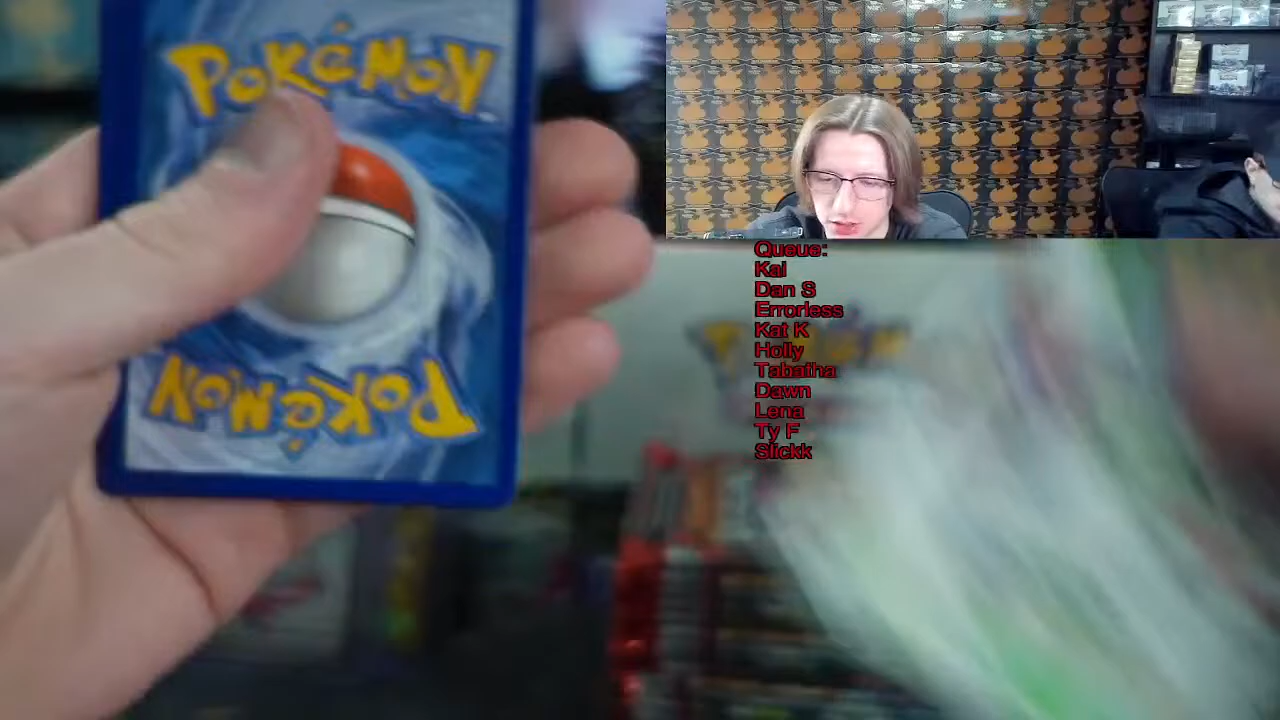 POKéMON
POKéMON
Queue:
Kal
Dan S
Errorless
Kat K
Holly
Tabatha
Dawn
Lena
Ty F
Slickk